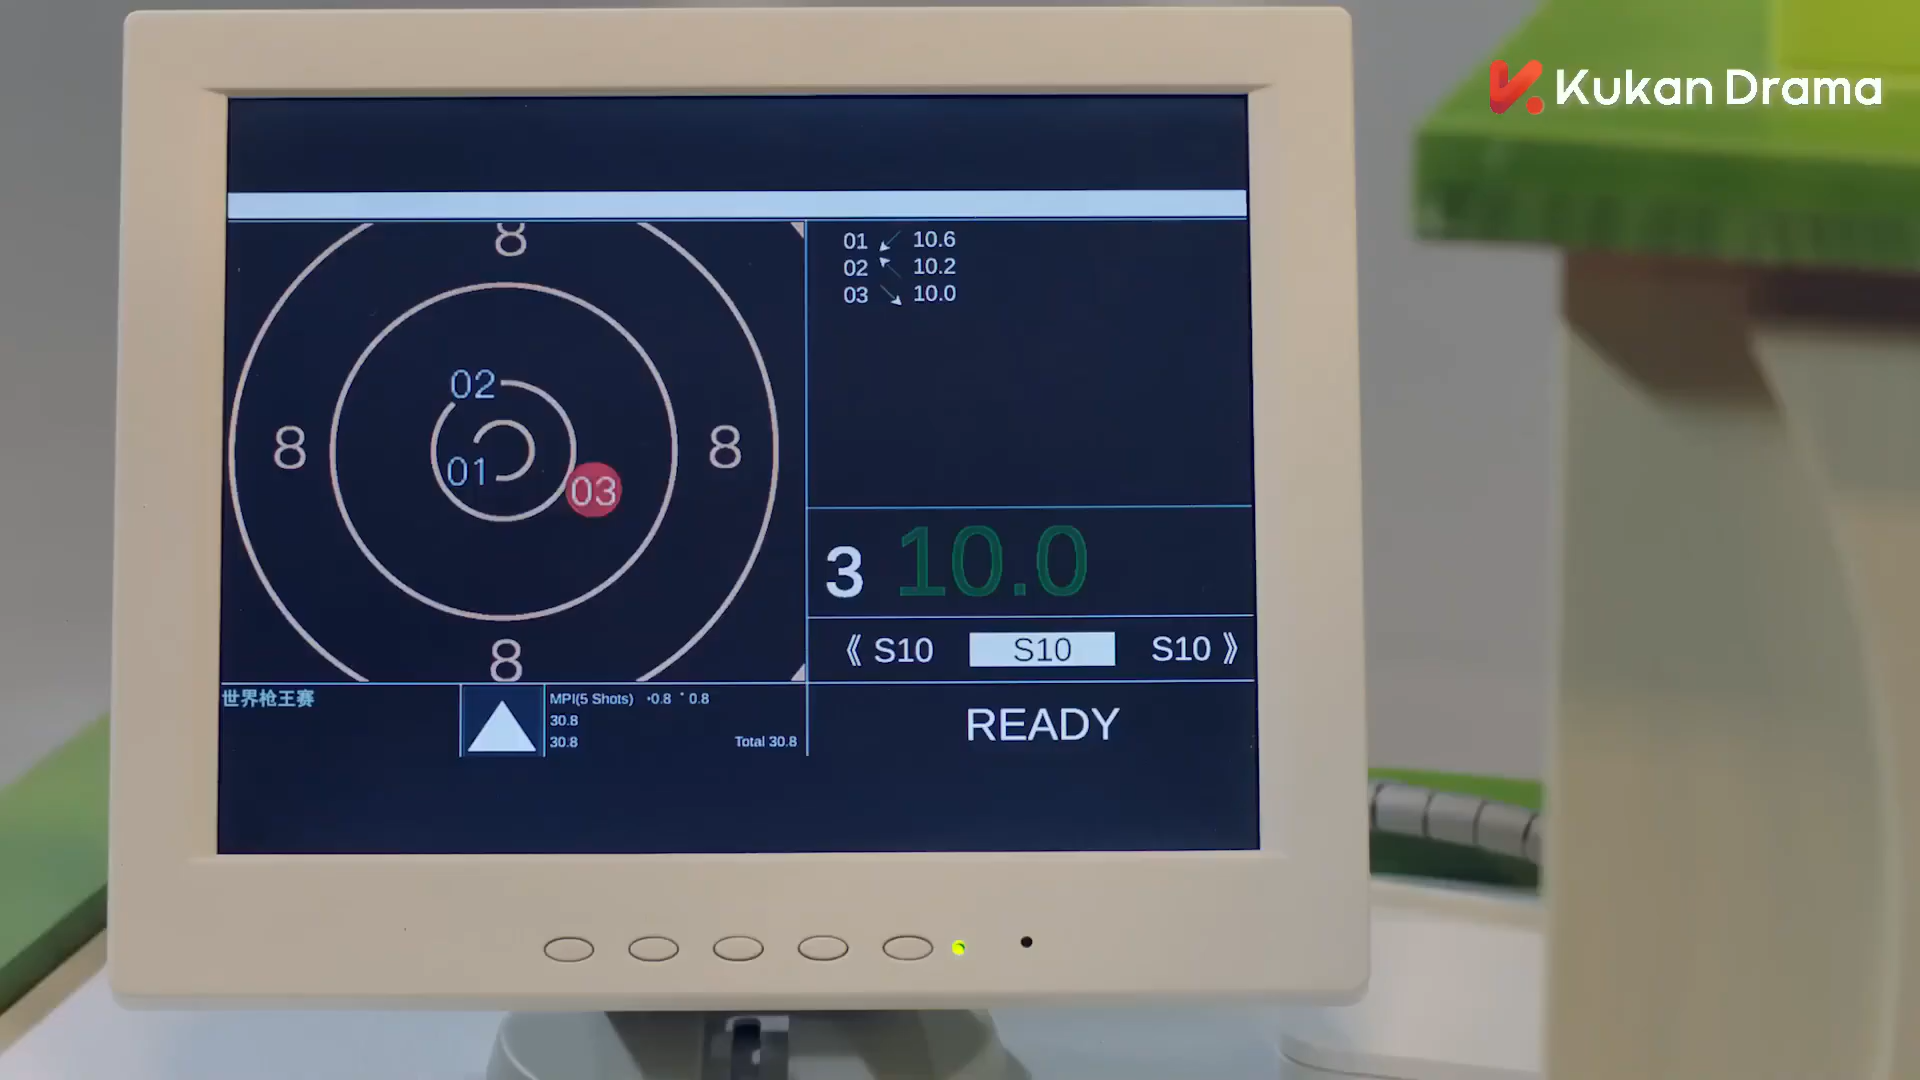 Kukan Drama
8
8
8
8
02
01
03
01 10.6
02 10.2
03 10.0
3 10.0
《 S10 S10 S10 》
世界枪王赛
MPI(5 Shots) 0.8 0.8
30.8
30.8
Total 30.8
READY